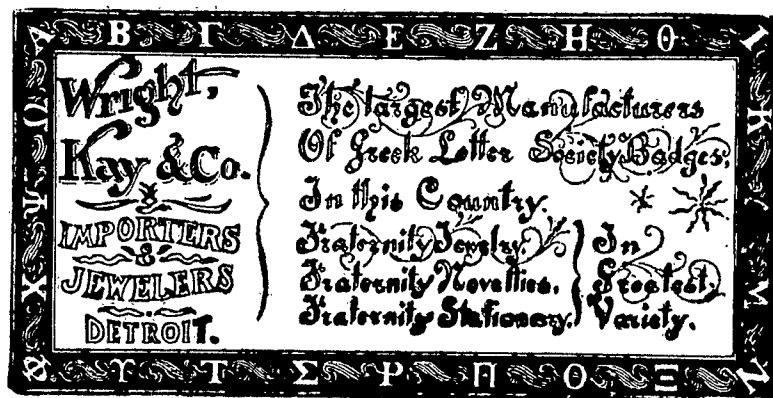 Α Β Γ Δ Ε Ζ Η Θ Ι
Κ Λ Μ Ν
Ξ Ο Π Ρ Σ Τ Υ Φ
Χ Ψ Ω
Wright,
Kay & Co.
IMPORTERS
&
JEWELERS
DETROIT.
The Largest Manufacturers
Of Greek Letter Society Badges,
In this Country.
Fraternity Jewelry.
Fraternity Novelties.
Fraternity Stationary.
In
Greatest.
Variety.